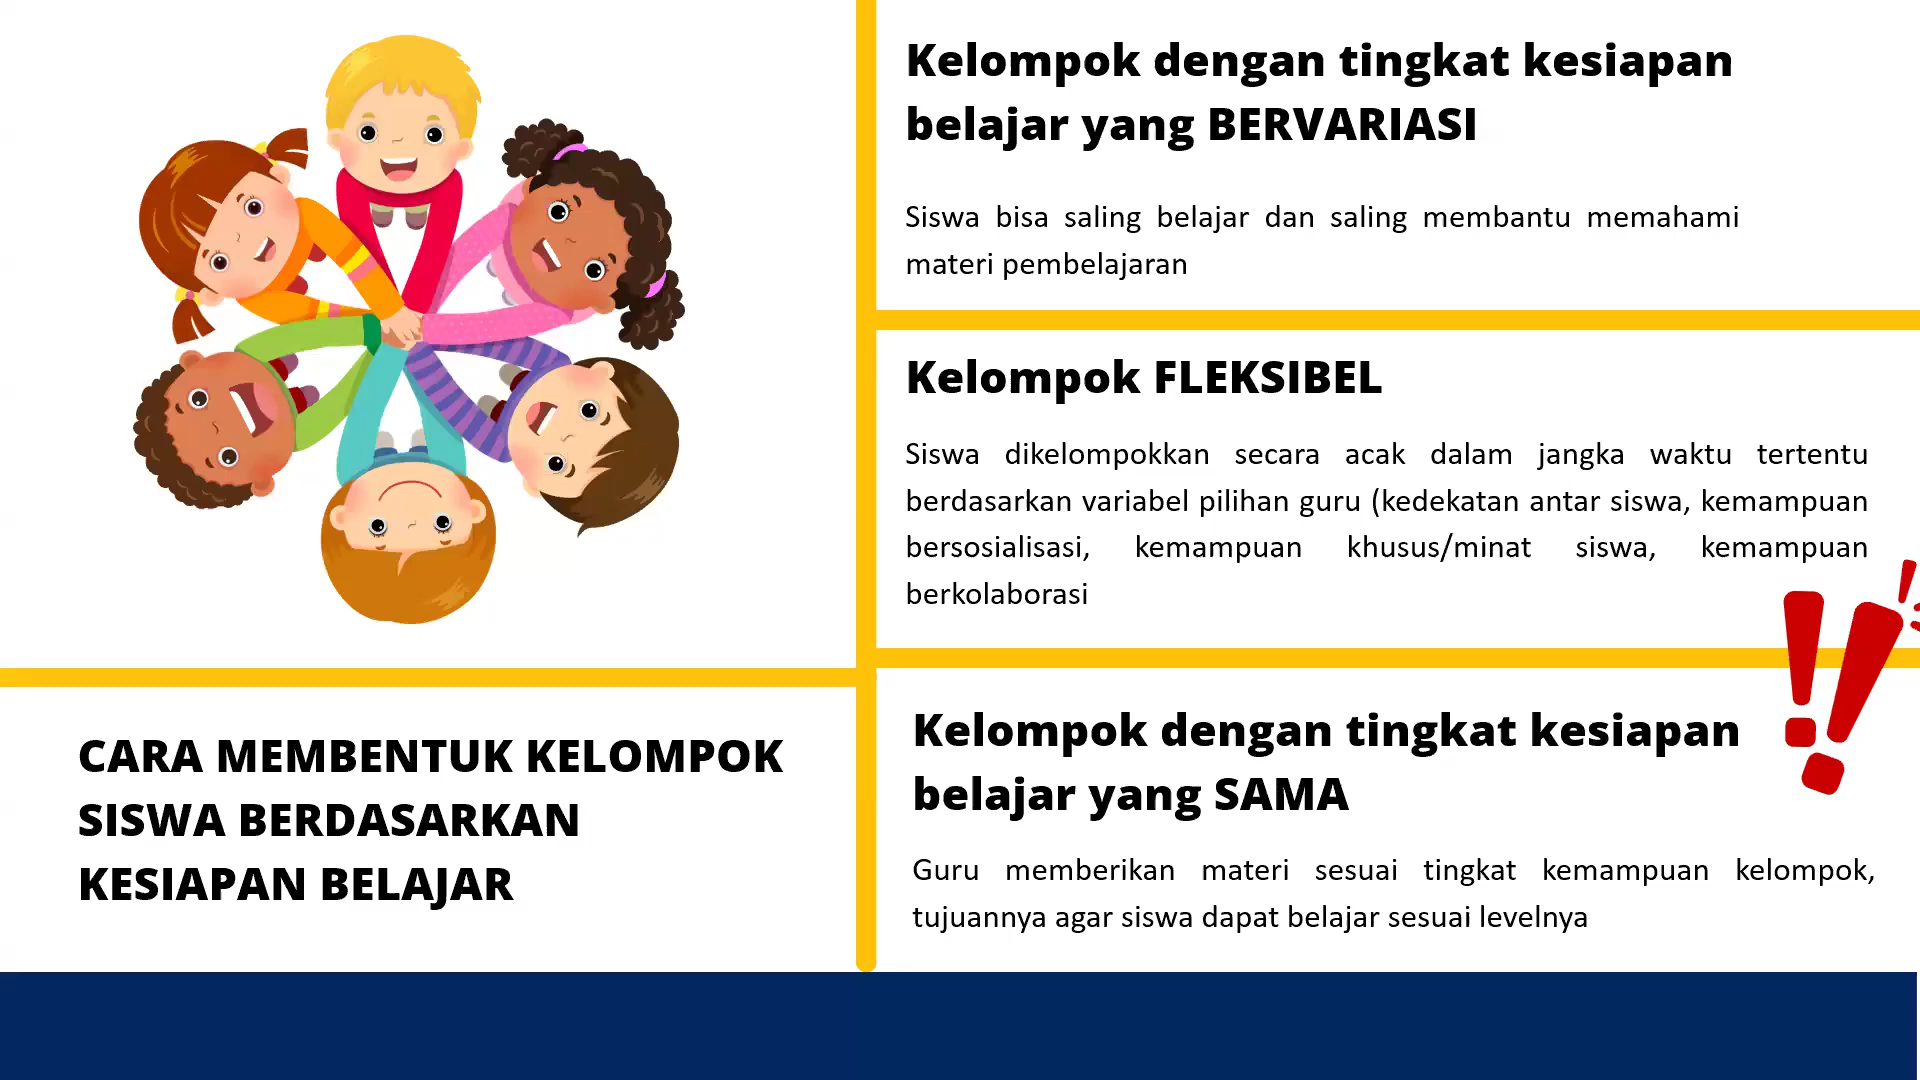 Kelompok dengan tingkat kesiapan
belajar yang BERVARIASI
Siswa bisa saling belajar dan saling membantu memahami
materi pembelajaran
Kelompok FLEKSIBEL
Siswa dikelompokkan secara acak dalam jangka waktu tertentu
berdasarkan variabel pilihan guru (kedekatan antar siswa, kemampuan
bersosialisasi, kemampuan khusus/minat siswa, kemampuan
berkolaborasi
CARA MEMBENTUK KELOMPOK
SISWA BERDASARKAN
KESIAPAN BELAJAR
Kelompok dengan tingkat kesiapan
belajar yang SAMA
Guru memberikan materi sesuai tingkat kemampuan kelompok,
tujuannya agar siswa dapat belajar sesuai levelnya